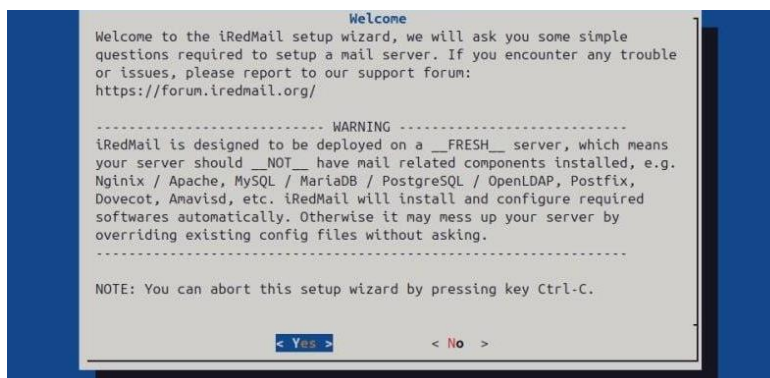 Welcome
Welcome to the iRedMail setup wizard, we will ask you some simple
questions required to setup a mail server. If you encounter any trouble
or issues, please report to our support forum:
https://forum.iredmail.org/
--------------------------- WARNING ---------------------------
iRedMail is designed to be deployed on a __FRESH__ server, which means
your server should __NOT__ have mail related components installed, e.g.
Nginix / Apache, MySQL / MariaDB / PostgreSQL / OpenLDAP, Postfix,
Dovecot, Amavisd, etc. iRedMail will install and configure required
softwares automatically. Otherwise it may mess up your server by
overriding existing config files without asking.
---------------------------------------------------------------
NOTE: You can abort this setup wizard by pressing key Ctrl-C.
< Yes > < No >